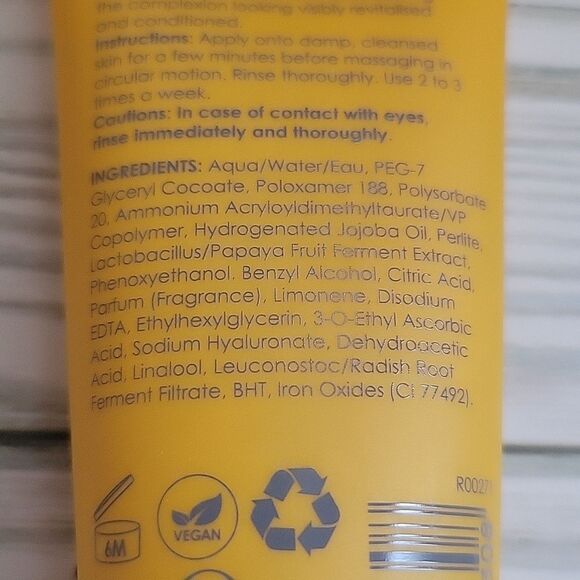 the complexion looking visibly revitalised
and conditioned.
Instructions: Apply onto damp, cleansed
skin for a few minutes before massaging in
circular motion. Rinse thoroughly. Use 2 to 3
times a week.
Cautions: In case of contact with eyes,
rinse immediately and thoroughly.
INGREDIENTS: Aqua/Water/Eau, PEG-7
Glyceryl Cocoate, Poloxamer 188, Polysorbate
20, Ammonium Acryloyldimethyltaurate/VP
Copolymer, Hydrogenated Jojoba Oil, Perlite,
Lactobacillus/Papaya Fruit Ferment Extract,
Phenoxyethanol, Benzyl Alcohol, Citric Acid,
Parfum (Fragrance), Limonene, Disodium
EDTA, Ethylhexylglycerin, 3-O-Ethyl Ascorbic
Acid, Sodium Hyaluronate, Dehydroacetic
Acid, Linalool, Leuconostoc/Radish Root
Ferment Filtrate, BHT, Iron Oxides (CI 77492).
R00271
6M
VEGAN